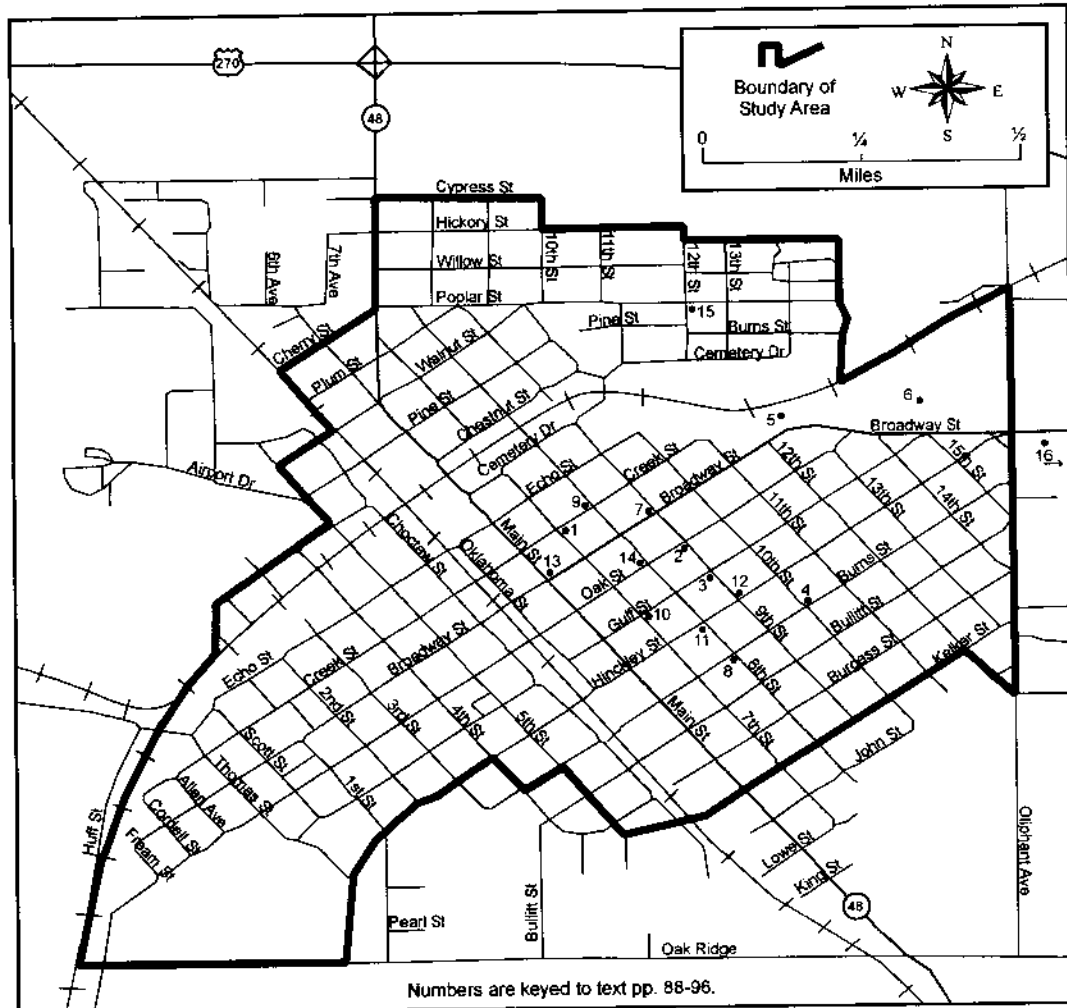 270
48
Boundary of
Study Area
N
W
E
S
0
¼
½
Miles
Cypress St
Hickory St
Willow St
Poplar St
6th Ave
7th Ave
10th St
11th St
12th St
13th St
Pine St
15
Burns St
Cemetery Dr
Cherry St
Plum St
Walnut St
Pine St
Chestnut St
Cemetery Dr
6
5
Broadway St
16
Airport Dr
Echo St
Creek St
Broadway St
12th St
15th St
14th St
13th St
11th St
10th St
Burns St
Bullitt St
Burgess St
Keller St
9
7
1
13
14
2
3
12
4
10
11
8
Main St
Oklahoma St
Choctaw St
Oak St
Gulf St
Hinckley St
9th St
8th St
7th St
Main St
Echo St
Creek St
Broadway St
2nd St
3rd St
4th St
5th St
1st St
Scott St
Thomas St
Allen Ave
Cordell St
Fream St
Huff St
John St
Lowe St
King St
48
Oliphant Ave
Pearl St
Bullitt St
Oak Ridge
Numbers are keyed to text pp. 88-96.